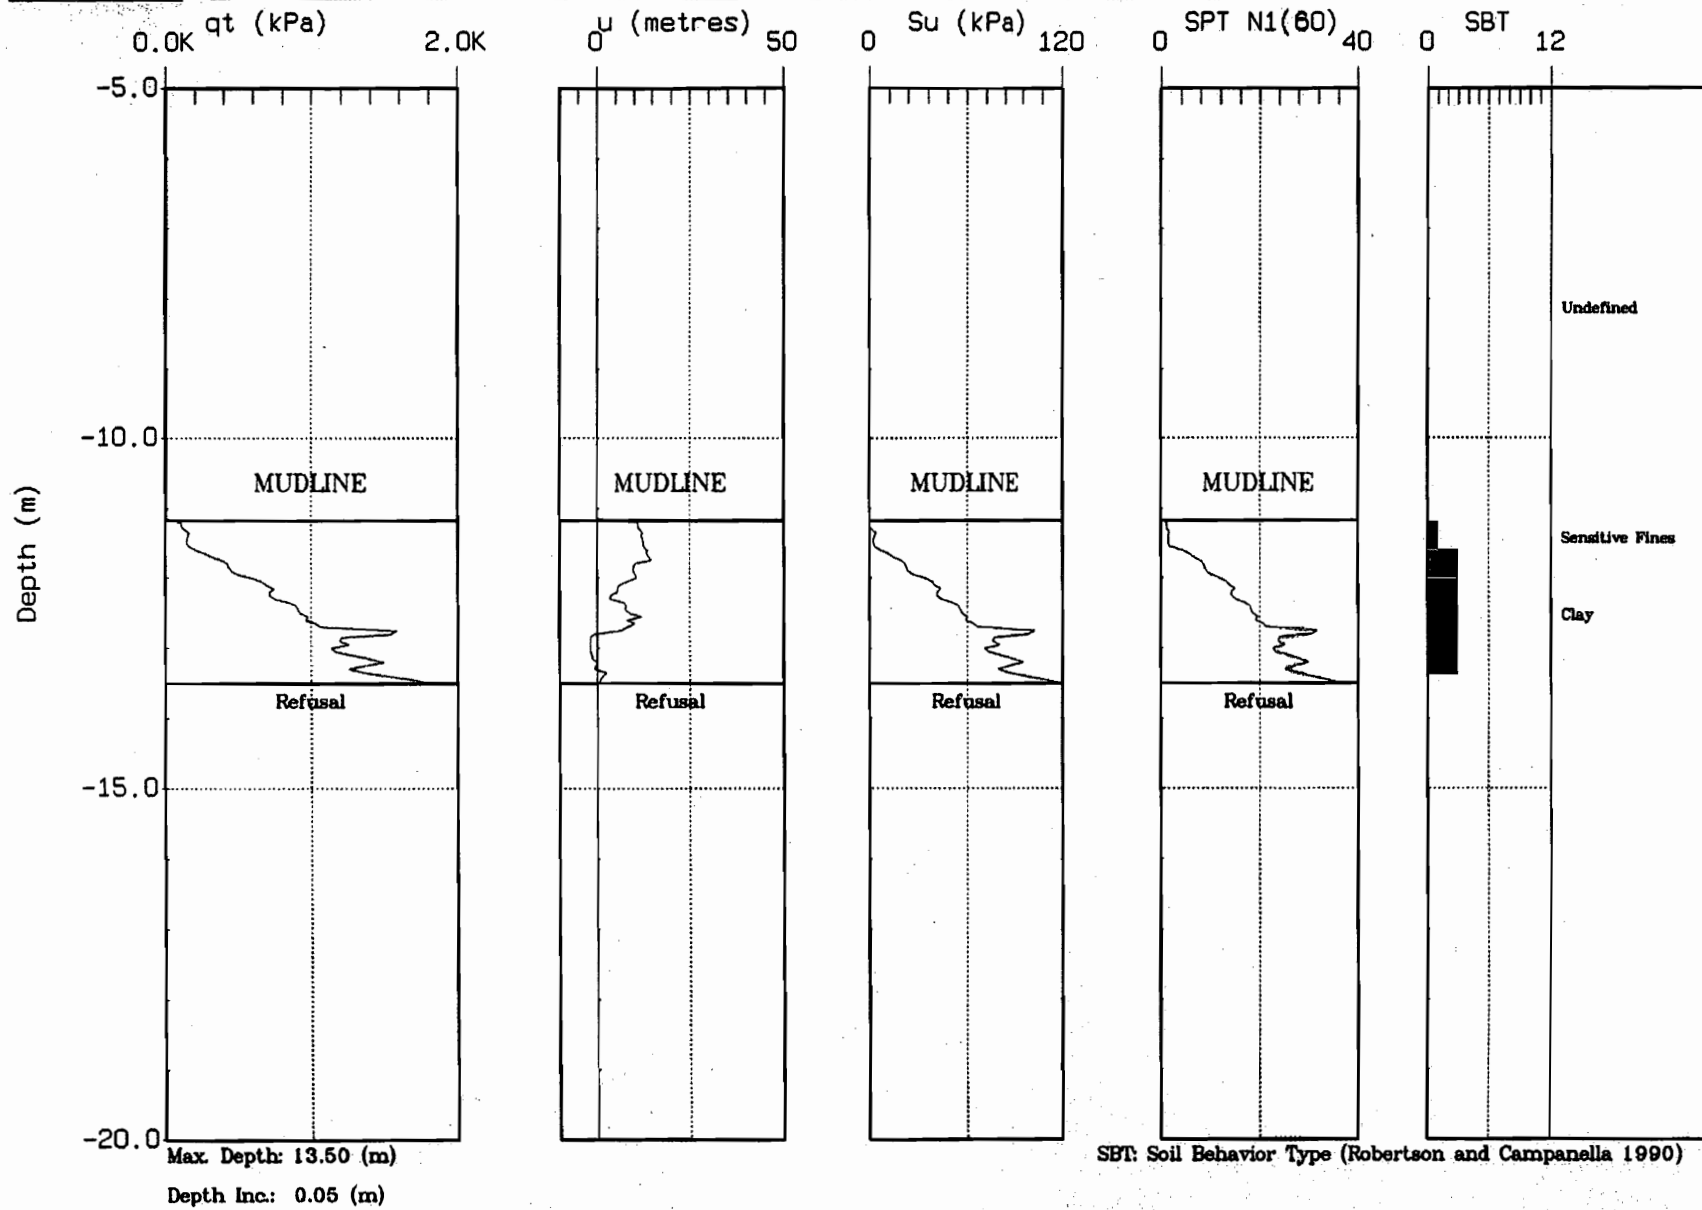 qt (kPa) u (metres) Su (kPa) SPT N1(60) SBT
0.0K 2.0K 0 50 0 120 0 40 0 12
-5.0
Undefined
-10.0
MUDLINE MUDLINE MUDLINE MUDLINE
Depth (m)
Sensitive Fines
Clay
Refusal Refusal Refusal Refusal
-15.0
-20.0
Max. Depth: 13.50 (m)
SBT: Soil Behavior Type (Robertson and Campanella 1990)
Depth Inc.: 0.05 (m)